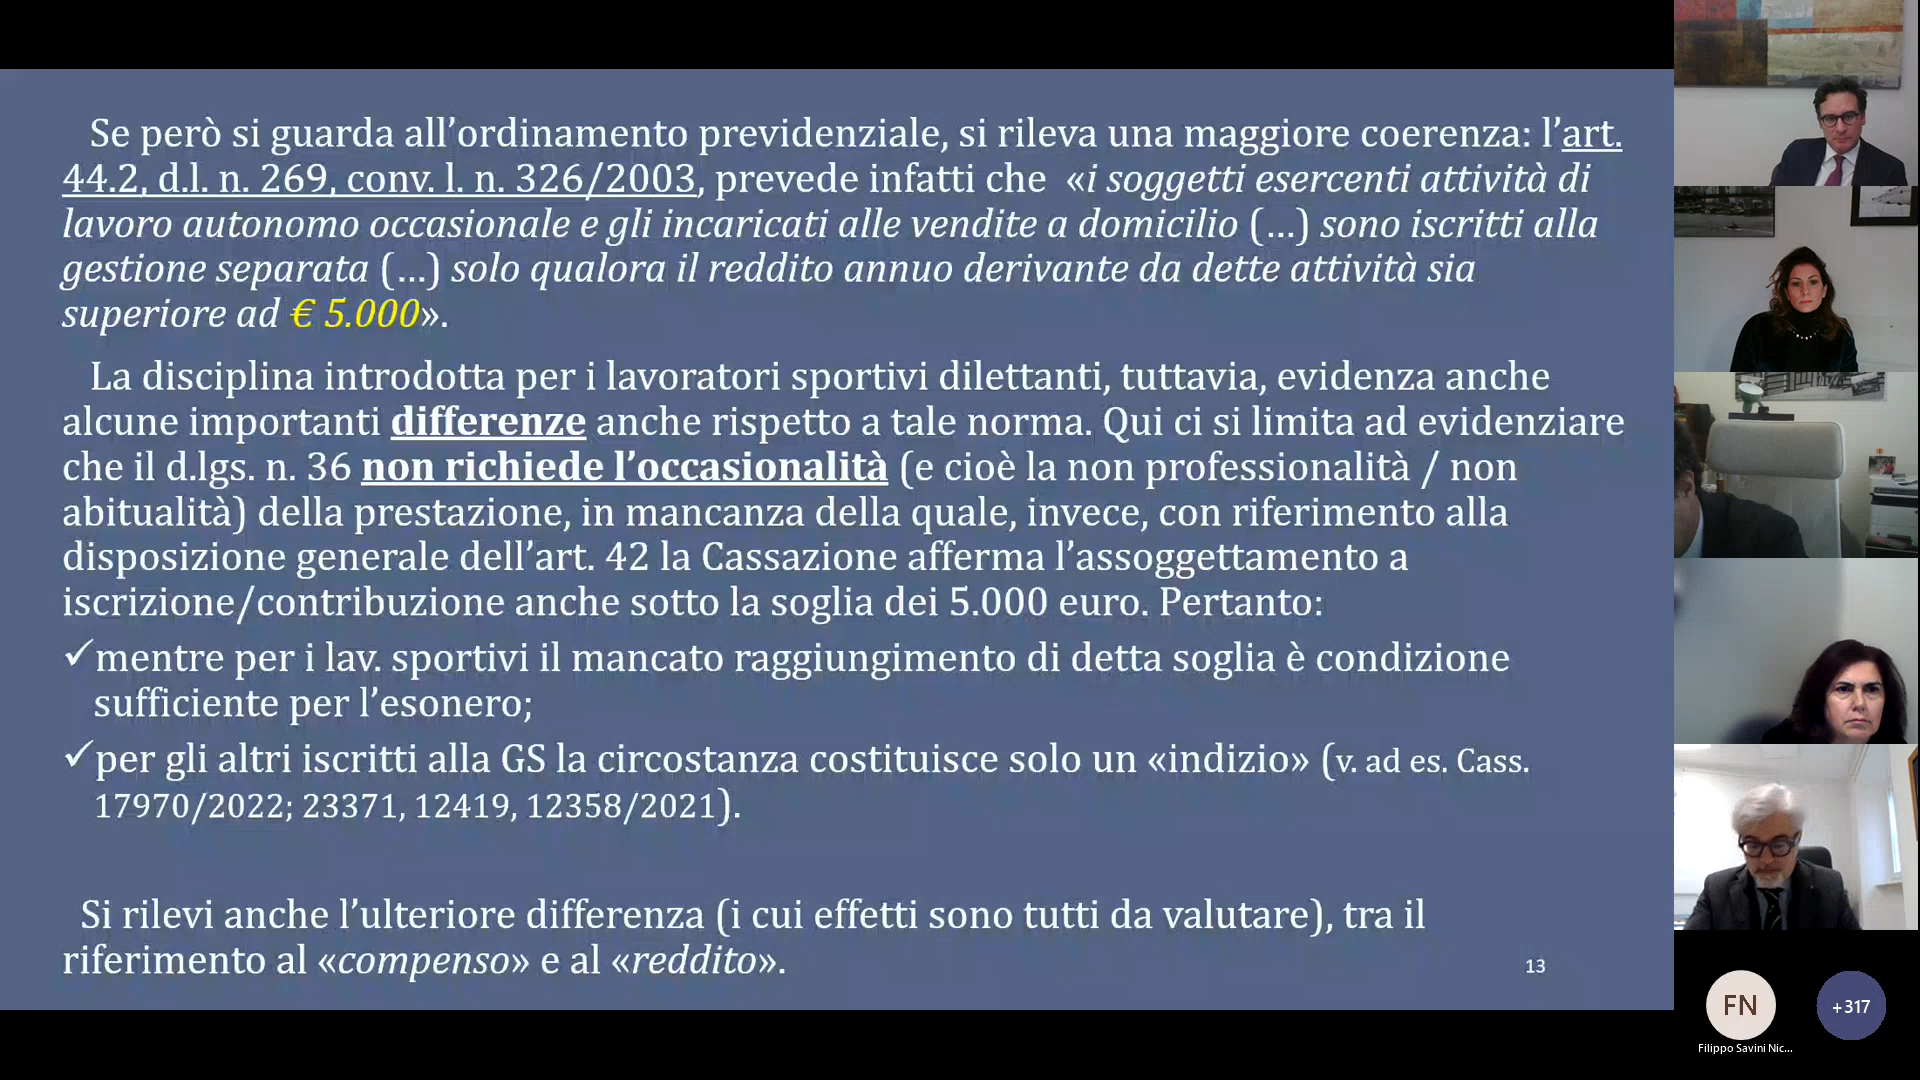 Se però si guarda all’ordinamento previdenziale, si rileva una maggiore coerenza: l’art.
44.2, d.l. n. 269, conv. l. n. 326/2003, prevede infatti che «i soggetti esercenti attività di
lavoro autonomo occasionale e gli incaricati alle vendite a domicilio (…) sono iscritti alla
gestione separata (…) solo qualora il reddito annuo derivante da dette attività sia
superiore ad € 5.000».
La disciplina introdotta per i lavoratori sportivi dilettanti, tuttavia, evidenza anche
alcune importanti differenze anche rispetto a tale norma. Qui ci si limita ad evidenziare
che il d.lgs. n. 36 non richiede l’occasionalità (e cioè la non professionalità / non
abitualità) della prestazione, in mancanza della quale, invece, con riferimento alla
disposizione generale dell’art. 42 la Cassazione afferma l’assoggettamento a
iscrizione/contribuzione anche sotto la soglia dei 5.000 euro. Pertanto:
✓mentre per i lav. sportivi il mancato raggiungimento di detta soglia è condizione
sufficiente per l’esonero;
✓per gli altri iscritti alla GS la circostanza costituisce solo un «indizio» (v. ad es. Cass.
17970/2022; 23371, 12419, 12358/2021).
Si rilevi anche l’ulteriore differenza (i cui effetti sono tutti da valutare), tra il
riferimento al «compenso» e al «reddito».
13
FN
+317
Filippo Savini Nic...